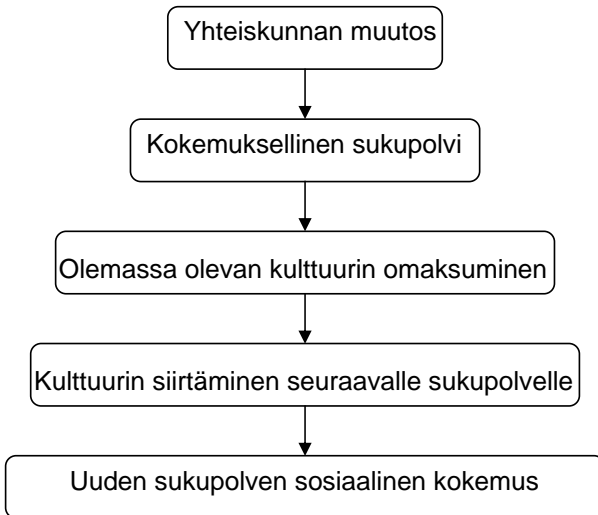 Yhteiskunnan muutos
Kokemuksellinen sukupolvi
Olemassa olevan kulttuurin omaksuminen
Kulttuurin siirtäminen seuraavalle sukupolvelle
Uuden sukupolven sosiaalinen kokemus